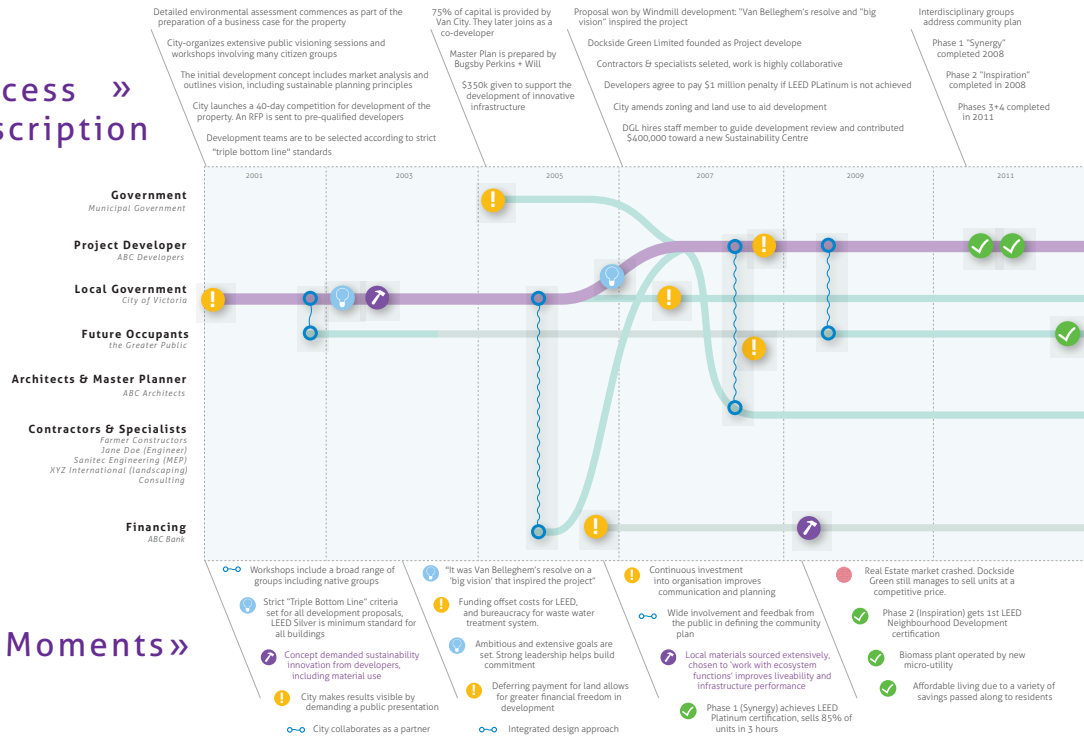 Detailed environmental assessment commences as part of the
preparation of a business case for the property
City-organizes extensive public visioning sessions and
workshops involving many citizen groups
The initial development concept includes market analysis and
outlines vision, including sustainable planning principles
City launches a 40-day competition for development of the
property. An RFP is sent to pre-qualified developers
Development teams are to be selected according to strict
"triple bottom line" standards
75% of capital is provided by
Van City. They later joins as a
co-developer
Master Plan is prepared by
Bugsby Perkins + Will
$350k given to support the
development of innovative
infrastructure
Proposal won by Windmill development: "Van Belleghem's resolve and "big
vision" inspired the project
Dockside Green Limited founded as Project develope
Contractors & specialists seleted, work is highly collaborative
Developers agree to pay $1 million penalty if LEED PLatinum is not achieved
City amends zoning and land use to aid development
DGL hires staff member to guide development review and contributed
$400,000 toward a new Sustainability Centre
Interdisciplinary groups
address community plan
Phase 1 "Synergy"
completed 2008
Phase 2 "Inspiration"
completed in 2008
Phases 3+4 completed
in 2011
cess »
scription
2001
2003
2005
2007
2009
2011
Government
Municipal Government
Project Developer
ABC Developers
Local Government
City of Victoria
Future Occupants
the Greater Public
Architects & Master Planner
ABC Architects
Contractors & Specialists
Farmer Constructors
Jane Doe (Engineer)
Sanitec Engineering (MEP)
XYZ International (landscaping)
Consulting
Financing
ABC Bank
Moments»
Workshops include a broad range of
groups including native groups
Strict "Triple Bottom Line" criteria
set for all development proposals,
LEED Silver is minimum standard for
all buildings
Concept demanded sustainability
innovation from developers,
including material use
City makes results visible by
demanding a public presentation
City collaborates as a partner
"It was Van Belleghem's resolve on a
'big vision' that inspired the project"
Funding offset costs for LEED,
and bureaucracy for waste water
treatment system.
Ambitious and extensive goals are
set. Strong leadership helps build
commitment
Deferring payment for land allows
for greater financial freedom in
development
Integrated design approach
Continuous investment
into organisation improves
communication and planning
Wide involvement and feedbak from
the public in defining the community
plan
Local materials sourced extensively,
chosen to 'work with ecosystem
functions' improves liveability and
infrastructure performance
Phase 1 (Synergy) achieves LEED
Platinum certification, sells 85% of
units in 3 hours
Real Estate market crashed. Dockside
Green still manages to sell units at a
competitive price.
Phase 2 (Inspiration) gets 1st LEED
Neighbourhood Development
certification
Biomass plant operated by new
micro-utility
Affordable living due to a variety of
savings passed along to residents